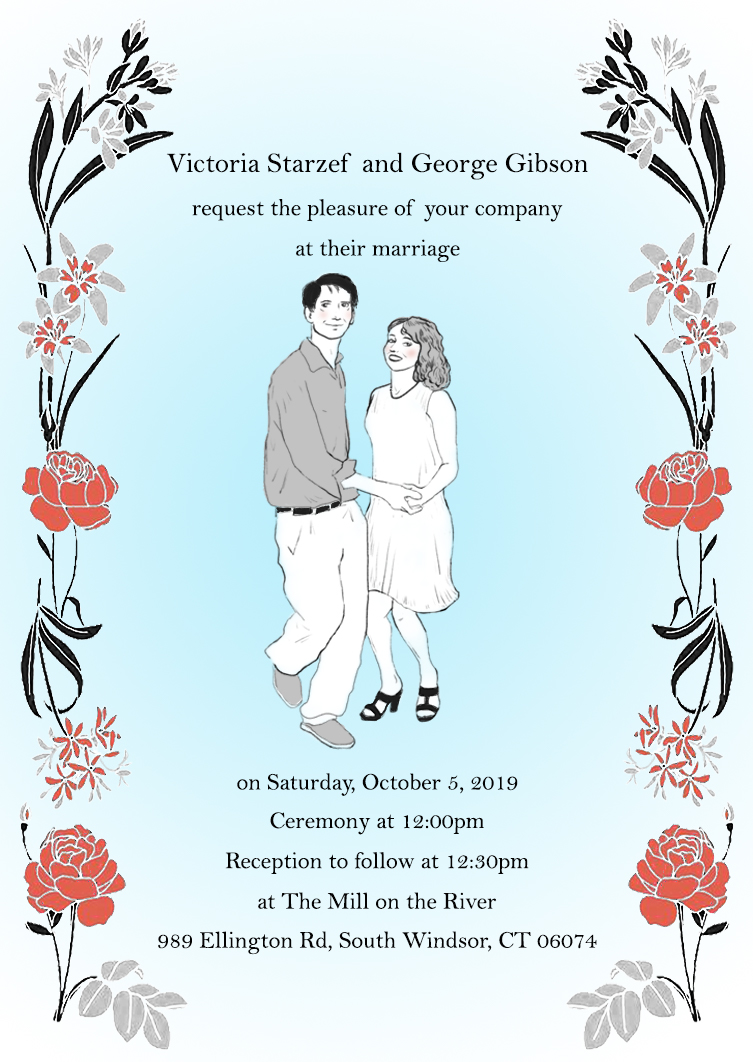 Victoria Starzef and George Gibson
request the pleasure of your company
at their marriage
on Saturday, October 5, 2019
Ceremony at 12:00pm
Reception to follow at 12:30pm
at The Mill on the River
989 Ellington Rd, South Windsor, CT 06074